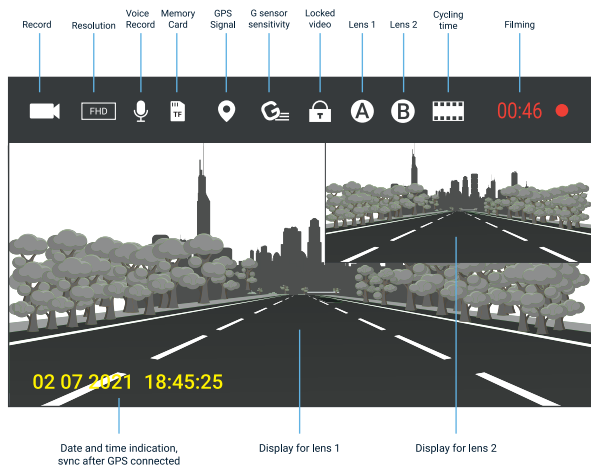 Record
Resolution
Voice
Record
Memory
Card
GPS
Signal
G sensor
sensitivity
Locked
video
Lens 1
Lens 2
Cycling
time
Filming
FHD
TF
G
A
B
00:46
02 07 2021 18:45:25
Date and time indication,
sync after GPS connected
Display for lens 1
Display for lens 2